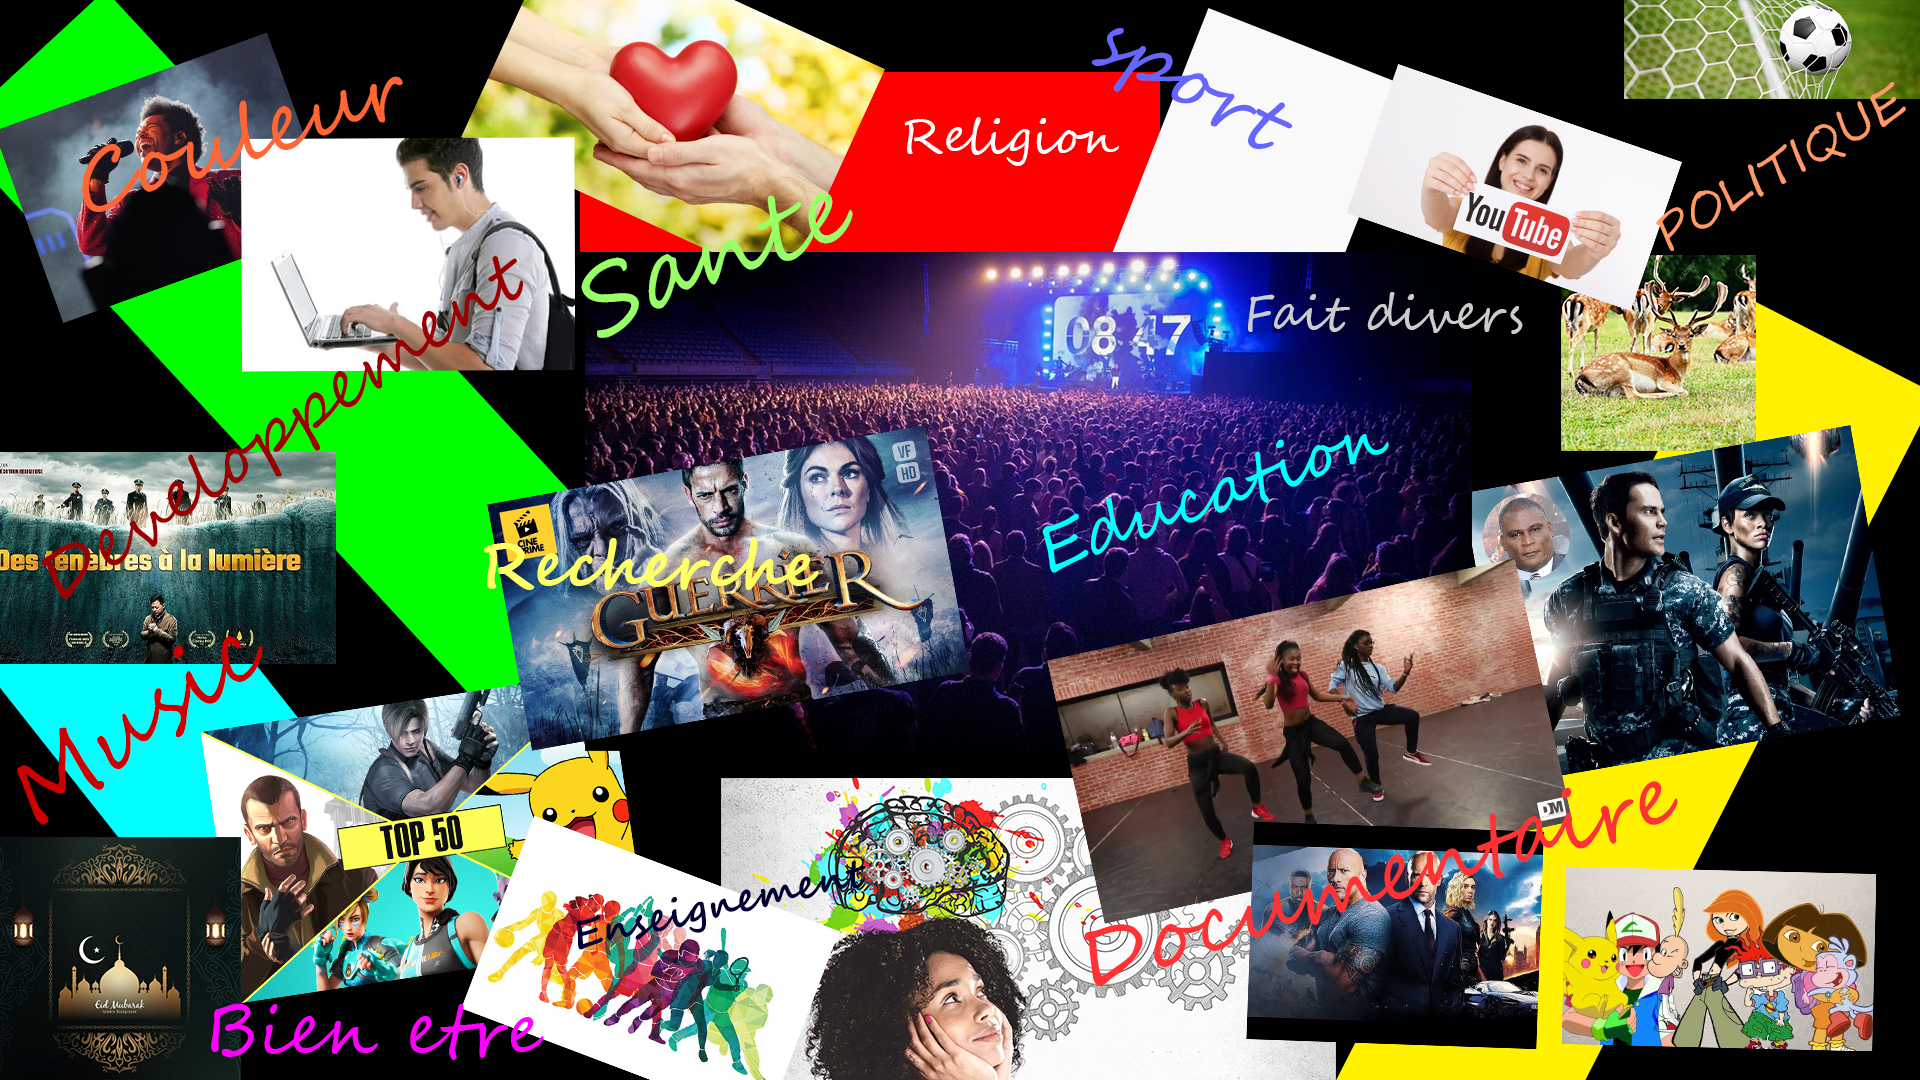 sport
Couleur
Religion
POLITIQUE
You Tube
Sante
Fait divers
08 47
Developpement
VF
HD
Education
CINE PRIME
Recherche
GUERRIER
Des ténèbres à la lumière
Music
TOP 50
DM
Documentaire
Enseignement
Eid Mubarak
Bien etre